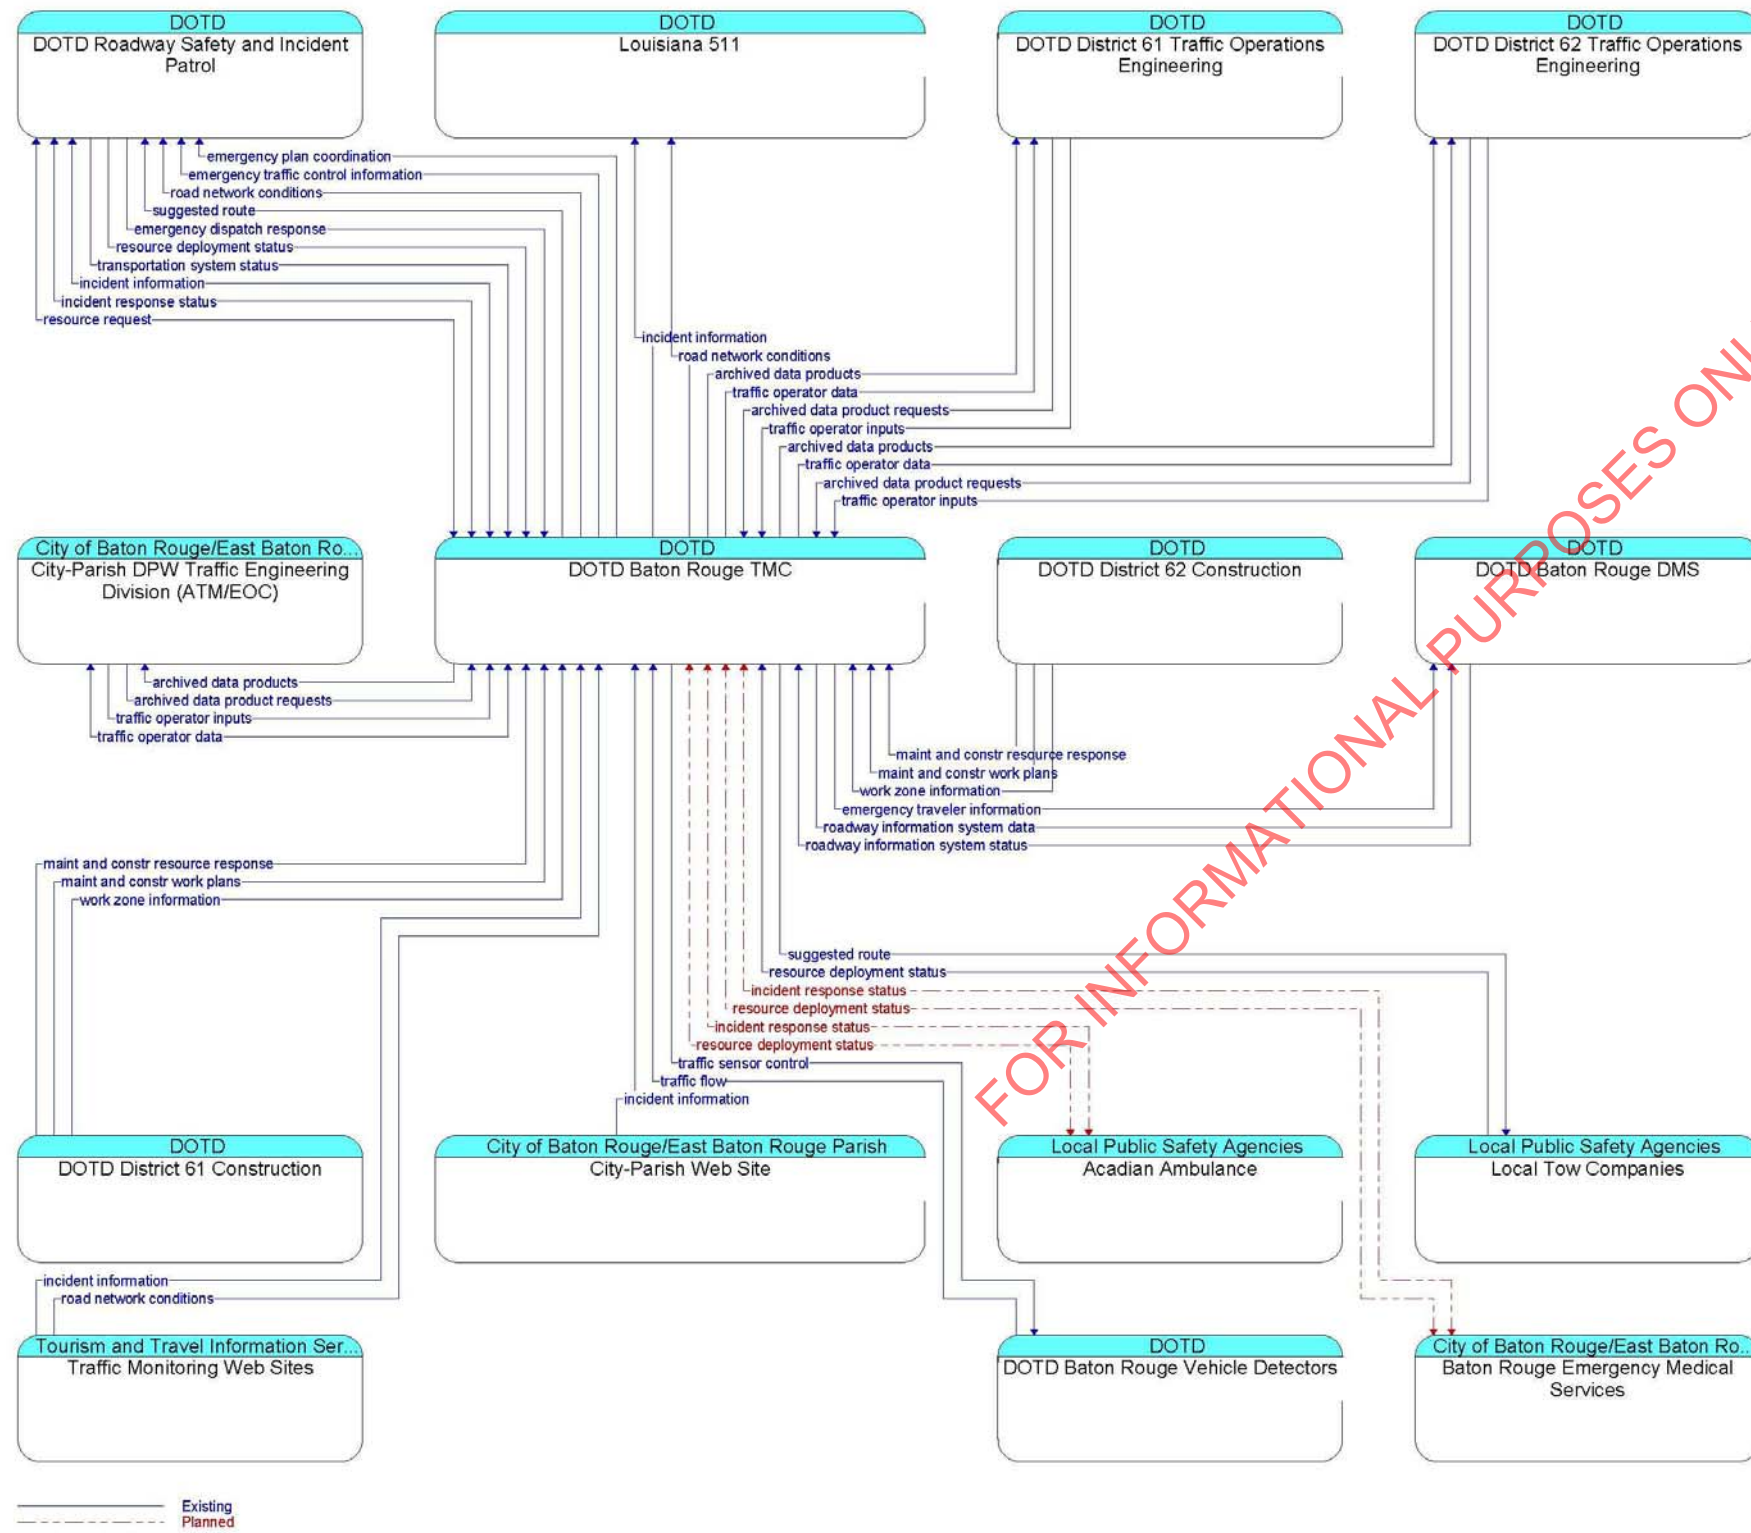 DOTD
DOTD Roadway Safety and Incident
Patrol
DOTD
Louisiana 511
DOTD
DOTD District 61 Traffic Operations
Engineering
DOTD
DOTD District 62 Traffic Operations
Engineering
emergency plan coordination
emergency traffic control information
road network conditions
suggested route
emergency dispatch response
resource deployment status
transportation system status
incident information
incident response status
resource request
incident information
road network conditions
archived data products
traffic operator data
archived data product requests
traffic operator inputs
archived data products
traffic operator data
archived data product requests
traffic operator inputs
City of Baton Rouge/East Baton Ro...
City-Parish DPW Traffic Engineering
Division (ATM/EOC)
DOTD
DOTD Baton Rouge TMC
DOTD
DOTD District 62 Construction
DOTD
DOTD Baton Rouge DMS
archived data products
archived data product requests
traffic operator inputs
traffic operator data
maint and constr resource response
maint and constr work plans
work zone information
emergency traveler information
roadway information system data
roadway information system status
maint and constr resource response
maint and constr work plans
work zone information
suggested route
resource deployment status
incident response status
resource deployment status
incident response status
resource deployment status
traffic sensor control
traffic flow
incident information
DOTD
DOTD District 61 Construction
City of Baton Rouge/East Baton Rouge Parish
City-Parish Web Site
Local Public Safety Agencies
Acadian Ambulance
Local Public Safety Agencies
Local Tow Companies
incident information
road network conditions
Tourism and Travel Information Ser...
Traffic Monitoring Web Sites
DOTD
DOTD Baton Rouge Vehicle Detectors
City of Baton Rouge/East Baton Ro...
Baton Rouge Emergency Medical
Services
Existing
Planned
FOR INFORMATIONAL PURPOSES